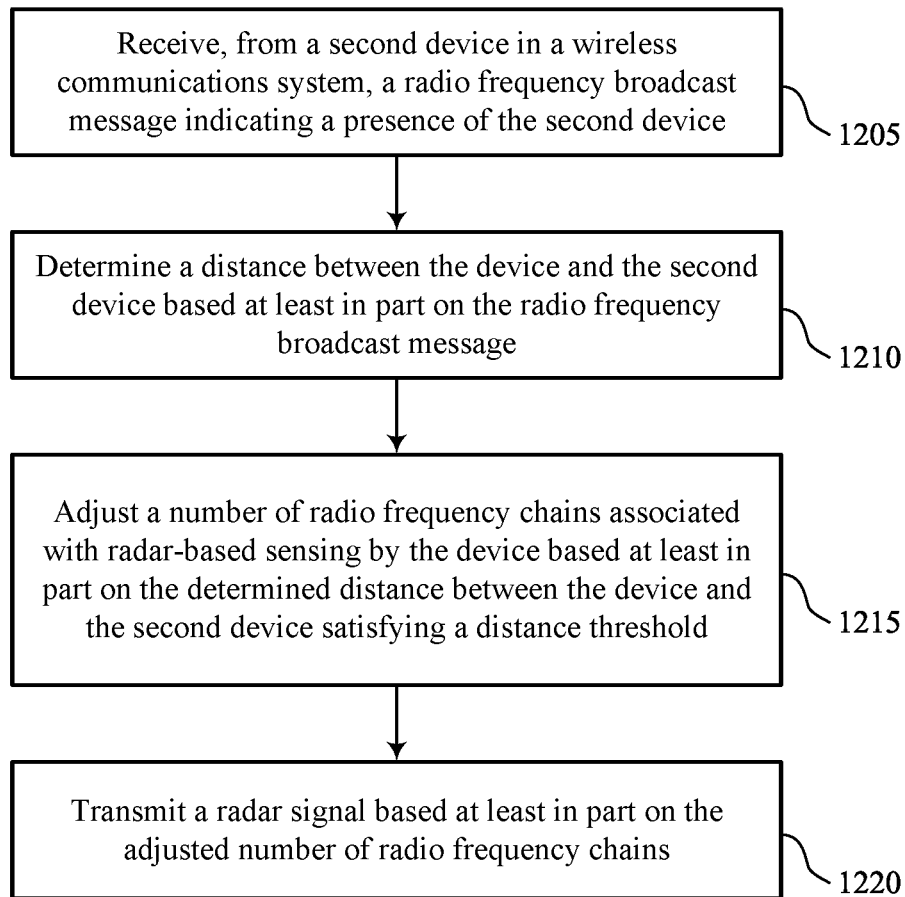 Receive, from a second device in a wireless
communications system, a radio frequency broadcast
message indicating a presence of the second device
1205
Determine a distance between the device and the second
device based at least in part on the radio frequency
broadcast message
1210
Adjust a number of radio frequency chains associated
with radar-based sensing by the device based at least in
part on the determined distance between the device and
the second device satisfying a distance threshold
1215
Transmit a radar signal based at least in part on the
adjusted number of radio frequency chains
1220